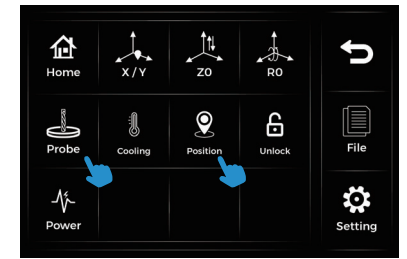 Home
X / Y
Z0
R0
Probe
Cooling
Position
Unlock
File
Power
Setting